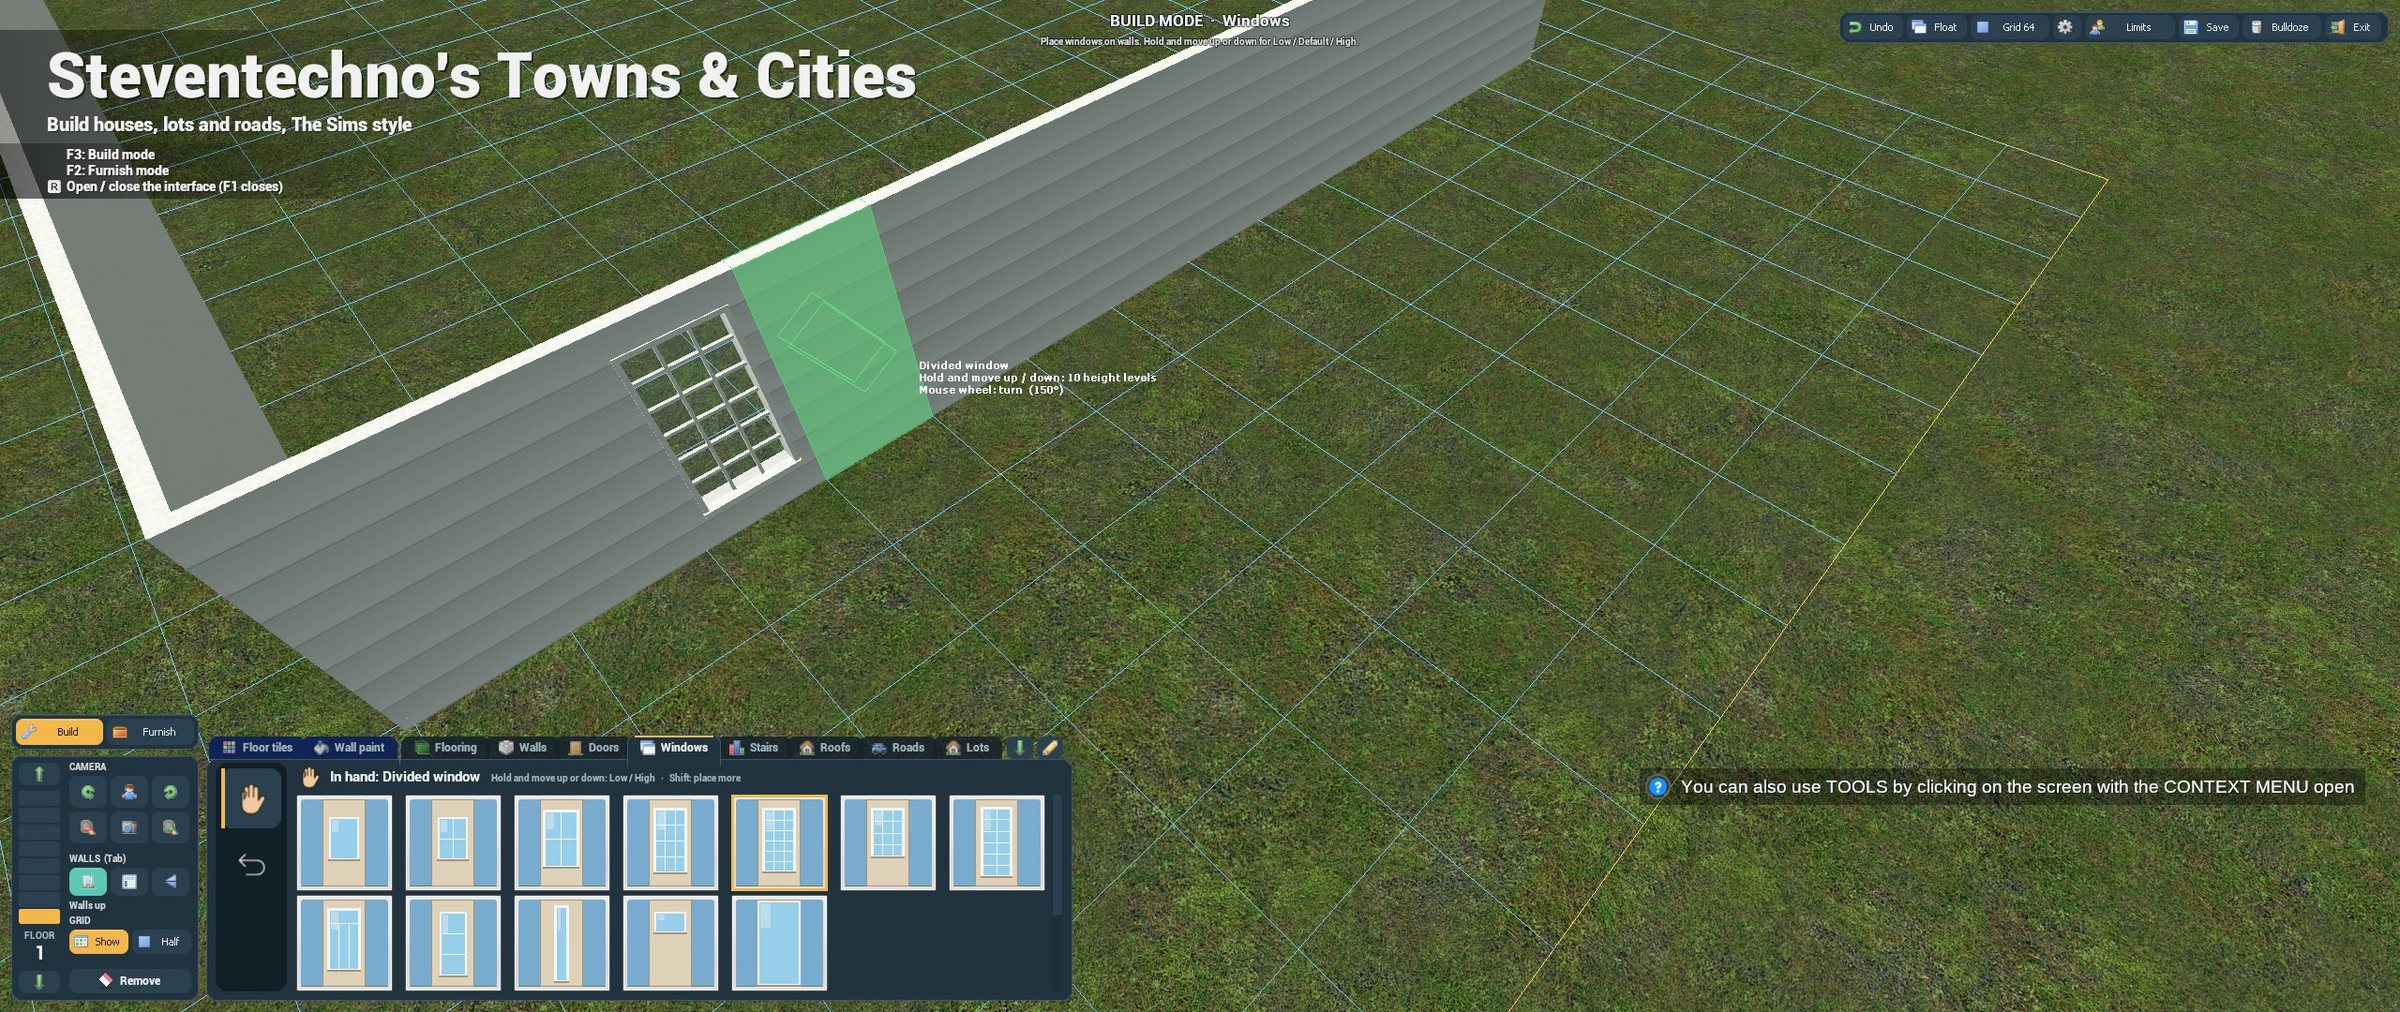 BUILD MODE · Windows
Place windows on walls. Hold and move up or down for Low / Default / High.
Undo Float Grid 64 Limits Save Bulldoze Exit
Steventechno's Towns & Cities
Build houses, lots and roads, The Sims style
F3: Build mode
F2: Furnish mode
R Open / close the interface (F1 closes)
Divided window
Hold and move up / down: 10 height levels
Mouse wheel: turn (150°)
Build Furnish
Floor tiles Wall paint Flooring Walls Doors Windows Stairs Roofs Roads Lots
CAMERA
In hand: Divided window Hold and move up or down: Low / High · Shift: place more
? You can also use TOOLS by clicking on the screen with the CONTEXT MENU open
WALLS (Tab)
Walls up
GRID
FLOOR
1
Show Half
Remove